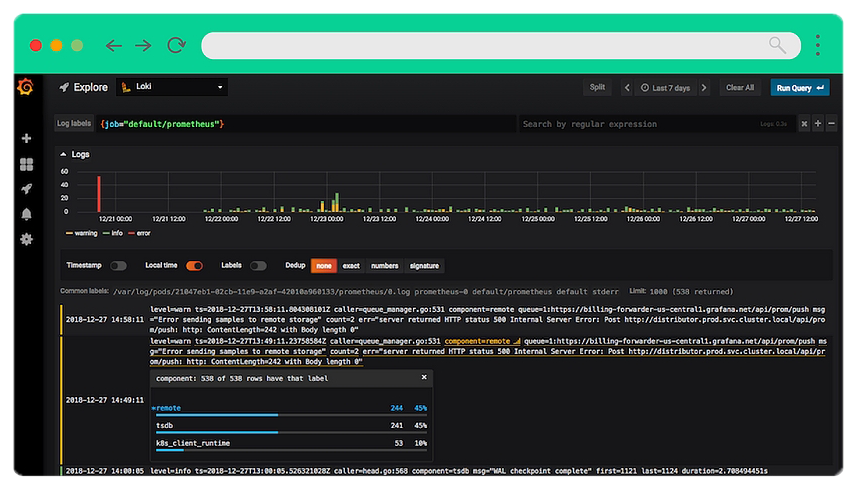 Explore
Loki
Split
Last 7 days
Clear All
Run Query
Log labels
{job="default/prometheus"}
Search by regular expression
Logs: 0.3s
Logs
60
40
20
0
12/21 00:00
12/21 12:00
12/22 00:00
12/22 12:00
12/23 00:00
12/23 12:00
12/24 00:00
12/24 12:00
12/25 00:00
12/25 12:00
12/26 00:00
12/26 12:00
12/27 00:00
12/27 12:00
warning
info
error
Timestamp
Local time
Labels
Dedup
none
exact
numbers
signature
Common labels: /var/log/pods/21047eb1-02cb-11e9-a2af-42010a960133/prometheus/0.log prometheus-0 default/prometheus default stderr
Limit: 1000 (538 returned)
2018-12-27 14:58:11
level=warn ts=2018-12-27T13:58:11.804308101Z caller=queue_manager.go:531 component=remote queue=1:https://billing-forwarder-us-central1.grafana.net/api/prom/push msg
="Error sending samples to remote storage" count=2 err="server returned HTTP status 500 Internal Server Error: Post http://distributor.prod.svc.cluster.local/api/pro
m/push: http: ContentLength=242 with Body length 0"
level=warn ts=2018-12-27T13:49:11.23758584Z caller=queue_manager.go:531 component=remote queue=1:https://billing-forwarder-us-central1.grafana.net/api/prom/push ms
g="Error sending samples to remote storage" count=2 err="server returned HTTP status 500 Internal Server Error: Post http://distributor.prod.svc.cluster.local/api/pr
om/push: http: ContentLength=242 with Body length 0"
component: 538 of 538 rows have that label
2018-12-27 14:49:11
remote 244 45%
tsdb 241 45%
k8s_client_runtime 53 10%
2018-12-27 14:00:05
level=info ts=2018-12-27T13:00:05.526321028Z caller=head.go:568 component=tsdb msg="WAL checkpoint complete" first=1121 last=1124 duration=2.708494451s